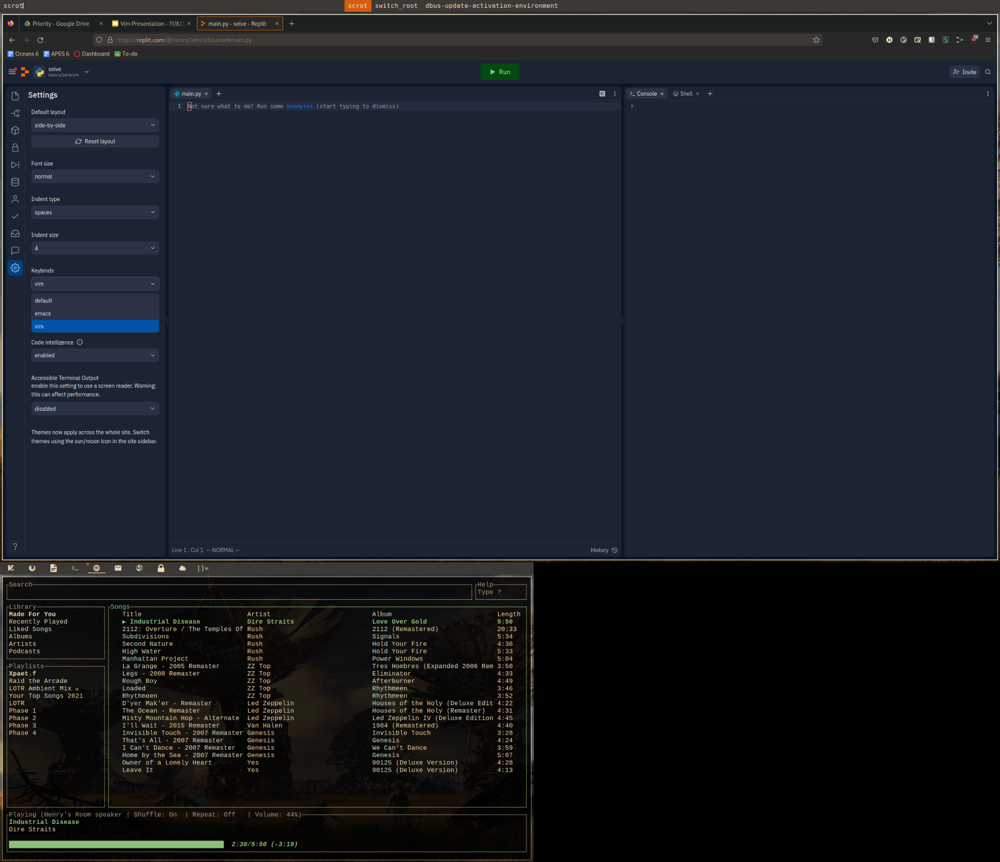 scrot scrot switch_root dbus-update-activation-environment
Priority - Google Drive Vim Presentation - 11/8/2 main.py - seive - Replit
https://replit.com/@HenryOehlrich/seive#main.py
14
Oceans 6 APES 6 Dashboard To-do
seive
HenryOehlrich
Run
Invite
Settings
Default layout
side-by-side
Reset layout
Font size
normal
Indent type
spaces
Indent size
4
Keybinds
vim
default
emacs
vim
Code intelligence
enabled
Accessible Terminal Output
enable this setting to use a screen reader. Warning:
this can affect performance.
disabled
Themes now apply across the whole site. Switch
themes using the sun/moon icon in the site sidebar.
?
main.py
1 Not sure what to do? Run some examples (start typing to dismiss)
Line 1 : Col 1 -- NORMAL --
History
Console Shell
[]=
Search
Help
Type ?
Library
Made For You
Recently Played
Liked Songs
Albums
Artists
Podcasts
Playlists
Xpaet.f
Raid the Arcade
LOTR Ambient Mix
Your Top Songs 2021
LOTR
Phase 1
Phase 2
Phase 3
Phase 4
Songs
Title Artist Album Length
▶ Industrial Disease Dire Straits Love Over Gold 5:50
2112: Overture / The Temples Of Rush 2112 (Remastered) 20:33
Subdivisions Rush Signals 5:34
Second Nature Rush Hold Your Fire 4:36
High Water Rush Hold Your Fire 5:33
Manhattan Project Rush Power Windows 5:04
La Grange - 2005 Remaster ZZ Top Tres Hombres (Expanded 2006 Rem 3:50
Legs - 2008 Remaster ZZ Top Eliminator 4:33
Rough Boy ZZ Top Afterburner 4:49
Loaded ZZ Top Rhythmeen 3:46
Rhythmeen ZZ Top Rhythmeen 3:52
D'yer Mak'er - Remaster Led Zeppelin Houses of the Holy (Deluxe Edit 4:22
The Ocean - Remaster Led Zeppelin Houses of the Holy (Remaster) 4:31
Misty Mountain Hop - Alternate Led Zeppelin Led Zeppelin IV (Deluxe Edition 4:45
I'll Wait - 2015 Remaster Van Halen 1984 (Remastered) 4:40
Invisible Touch - 2007 Remaster Genesis Invisible Touch 3:28
That's All - 2007 Remaster Genesis Genesis 4:24
I Can't Dance - 2007 Remaster Genesis We Can't Dance 3:59
Home by the Sea - 2007 Remaster Genesis Genesis 5:07
Owner of a Lonely Heart Yes 90125 (Deluxe Version) 4:28
Leave It Yes 90125 (Deluxe Version) 4:13
Playing (Henry's Room speaker | Shuffle: On | Repeat: Off | Volume: 44%)
Industrial Disease
Dire Straits
2:30/5:50 (-3:19)